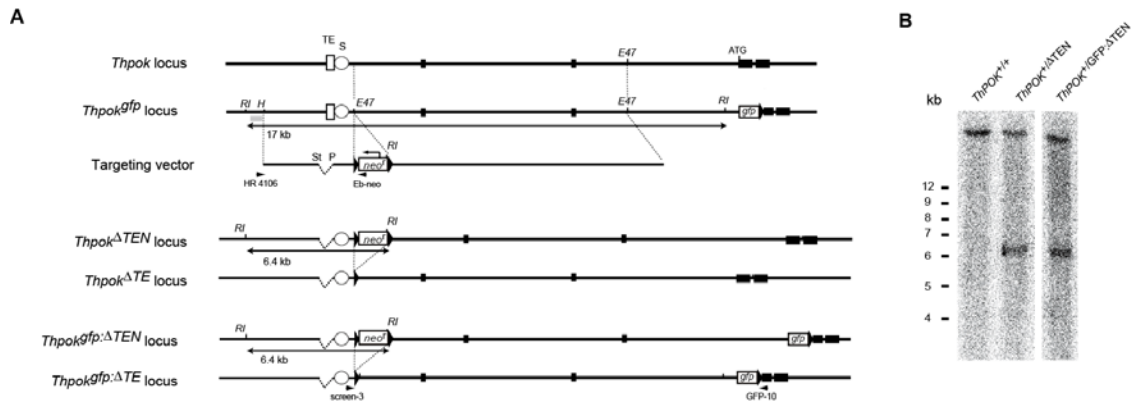 A
TE
S
E47
ATG
Thpok locus
RI
H
E47
E47
RI
Thpok^gfp locus
gfp
17 kb
RI
St P
Targeting vector
neo^r
HR 4106
Eb-neo
RI
RI
Thpok^ΔTEN locus
neo^r
6.4 kb
Thpok^ΔTE locus
RI
RI
Thpok^gfp:ΔTEN locus
neo^r
gfp
6.4 kb
Thpok^gfp:ΔTE locus
gfp
screen-3
GFP-10
B
ThPOK^+/+
ThPOK^+/ΔTEN
ThPOK^+/GFP:ΔTEN
kb
12
9
8
7
6
5
4